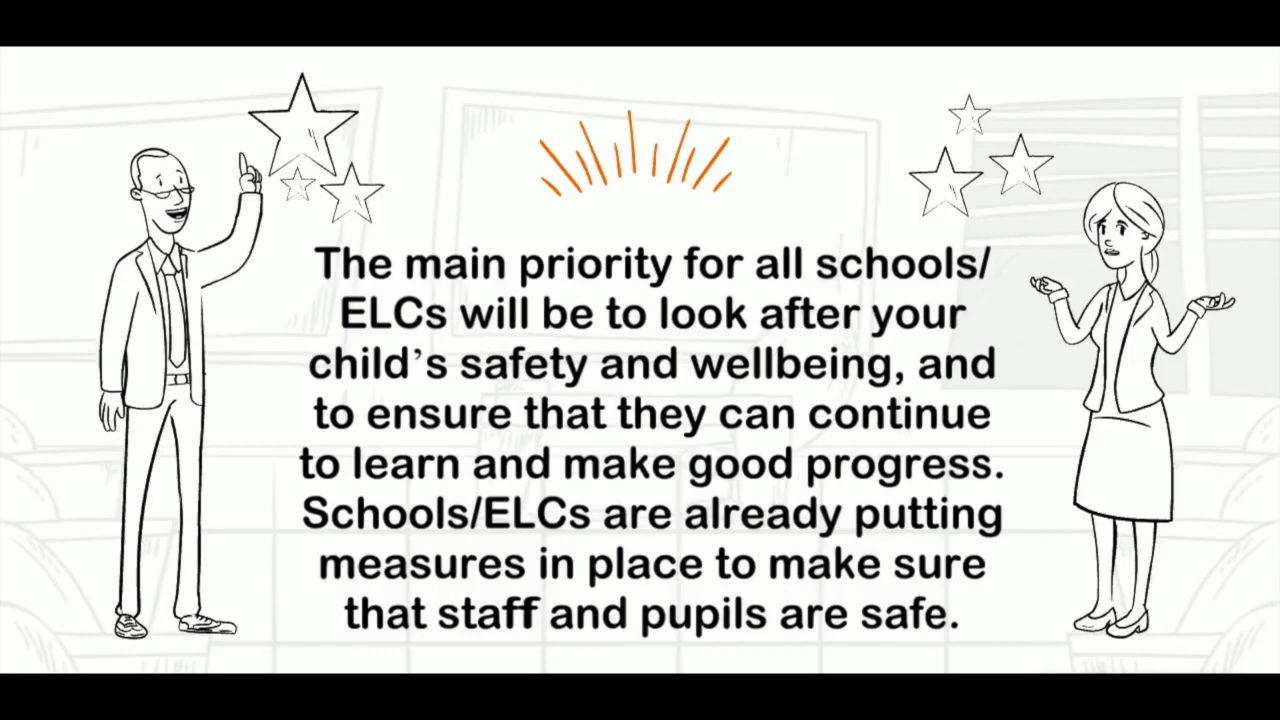 The main priority for all schools/
ELCs will be to look after your
child’s safety and wellbeing, and
to ensure that they can continue
to learn and make good progress.
Schools/ELCs are already putting
measures in place to make sure
that staff and pupils are safe.